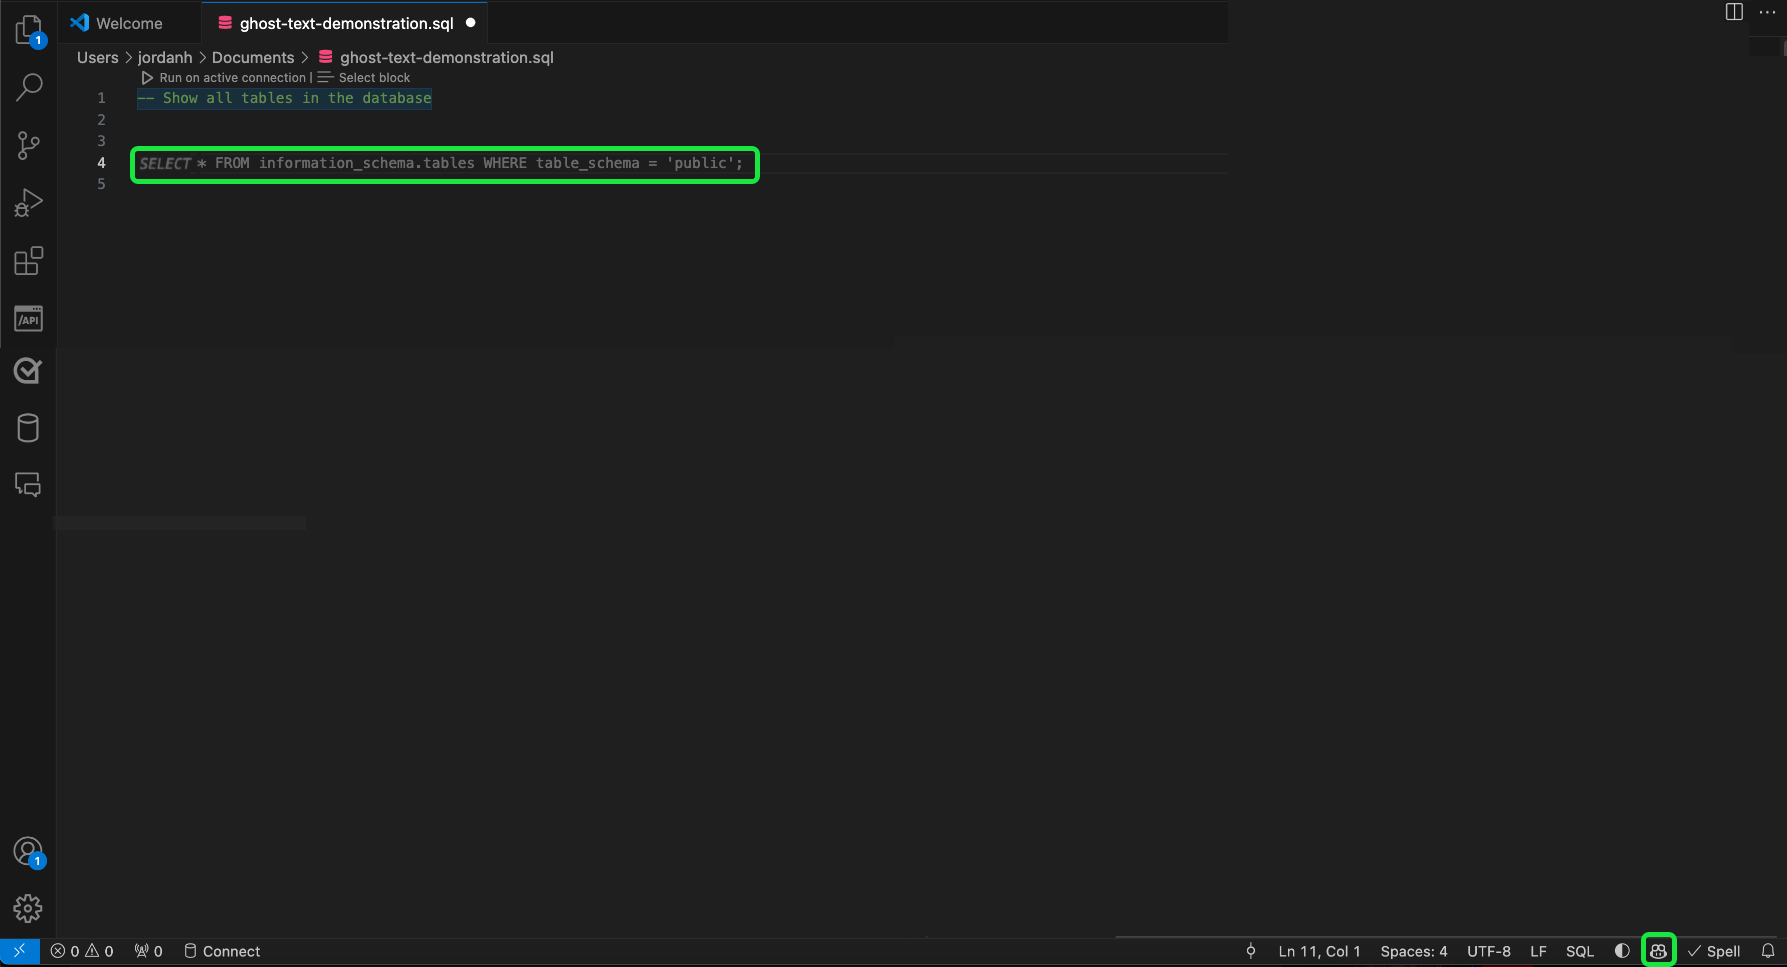 Welcome
ghost-text-demonstration.sql
Users > jordanh > Documents > ghost-text-demonstration.sql
Run on active connection | Select block
1 -- Show all tables in the database
2
3
4 SELECT * FROM information_schema.tables WHERE table_schema = 'public';
5
1
/API
1
0 0 0 Connect Ln 11, Col 1 Spaces: 4 UTF-8 LF SQL Spell